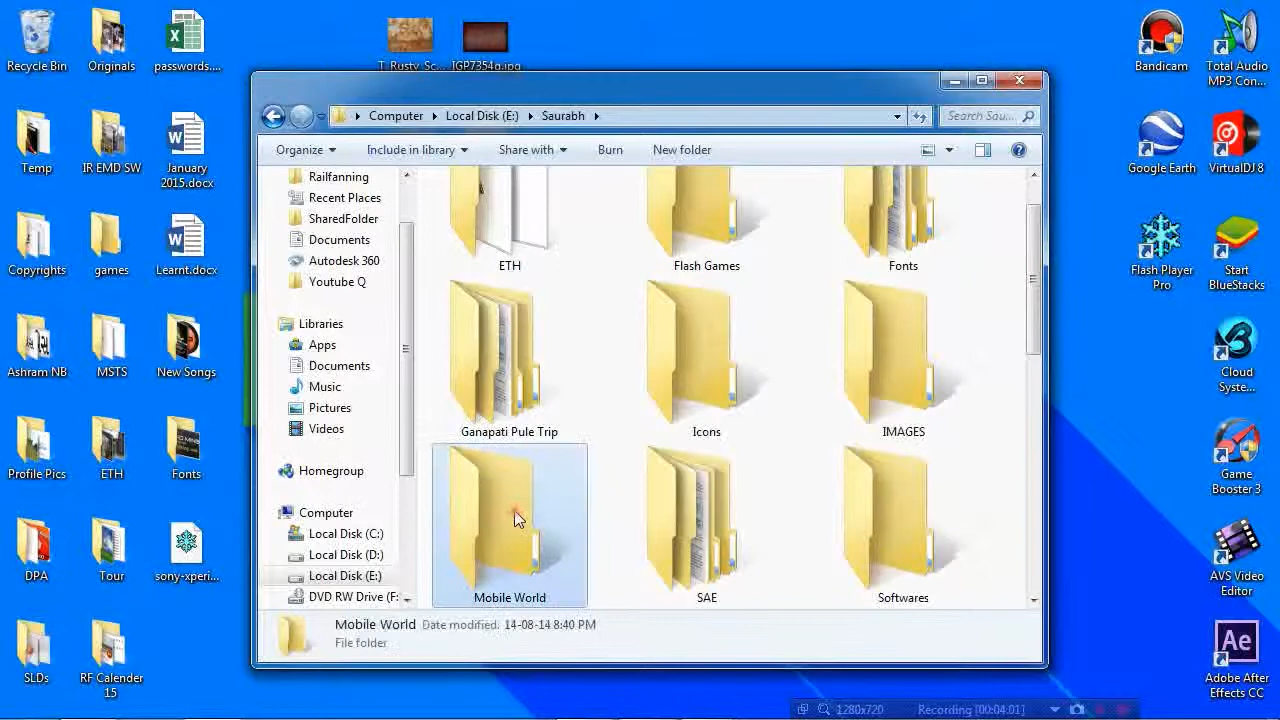 Recycle Bin
Originals
passwords....
T_Rusty_Sc...
IGP7354g.jpg
Bandicam
Total Audio
MP3 Con...
Computer
Local Disk (E:)
Saurabh
Search Sau...
Organize
Include in library
Share with
Burn
New folder
Temp
IR EMD SW
January
2015.docx
Google Earth
VirtualDJ 8
Railfanning
Recent Places
SharedFolder
Documents
Autodesk 360
Youtube Q
ETH
Flash Games
Fonts
Copyrights
games
Learnt.docx
Flash Player
Pro
Start
BlueStacks
Libraries
Apps
Documents
Music
Pictures
Videos
Ganapati Pule Trip
Icons
IMAGES
Ashram NB
MSTS
New Songs
Cloud
Syste...
Homegroup
Profile Pics
ETH
Fonts
Game
Booster 3
Computer
Local Disk (C:)
Local Disk (D:)
Local Disk (E:)
DVD RW Drive (F:
Mobile World
SAE
Softwares
DPA
Tour
sony-xperi...
AVS Video
Editor
Mobile World
Date modified: 14-08-14 8:40 PM
File folder
SLDs
RF Calender
15
Ae
Adobe After
Effects CC
1280x720
Recording [00:04:01]